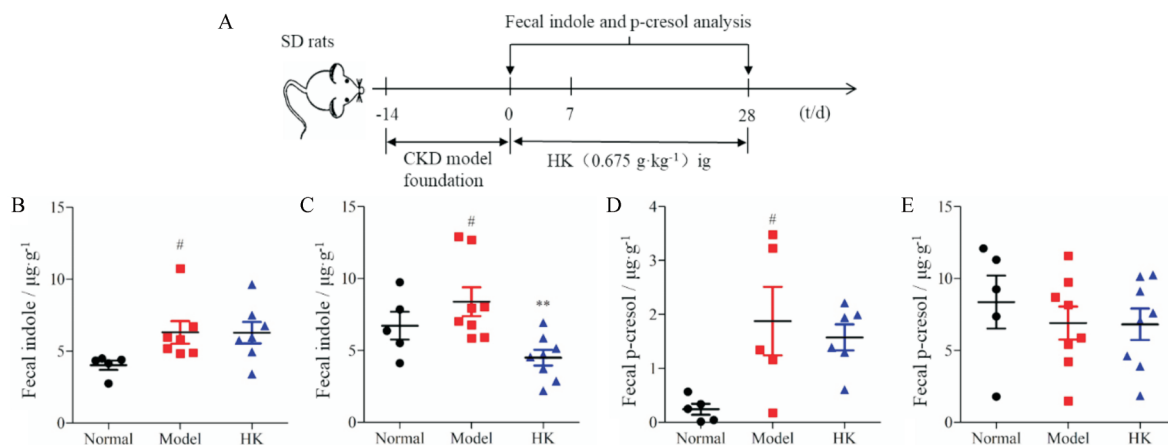 A
Fecal indole and p-cresol analysis
SD rats
-14 0 7 28 (t/d)
CKD model
foundation
HK（0.675 g·kg⁻¹) ig
B
Fecal indole / μg·g⁻¹
15
10
5
0
#
Normal Model HK
C
Fecal indole / μg·g⁻¹
15
10
5
0
#
**
Normal Model HK
D
Fecal p-cresol / μg·g⁻¹
4
3
2
1
0
#
Normal Model HK
E
Fecal p-cresol / μg·g⁻¹
15
10
5
0
Normal Model HK